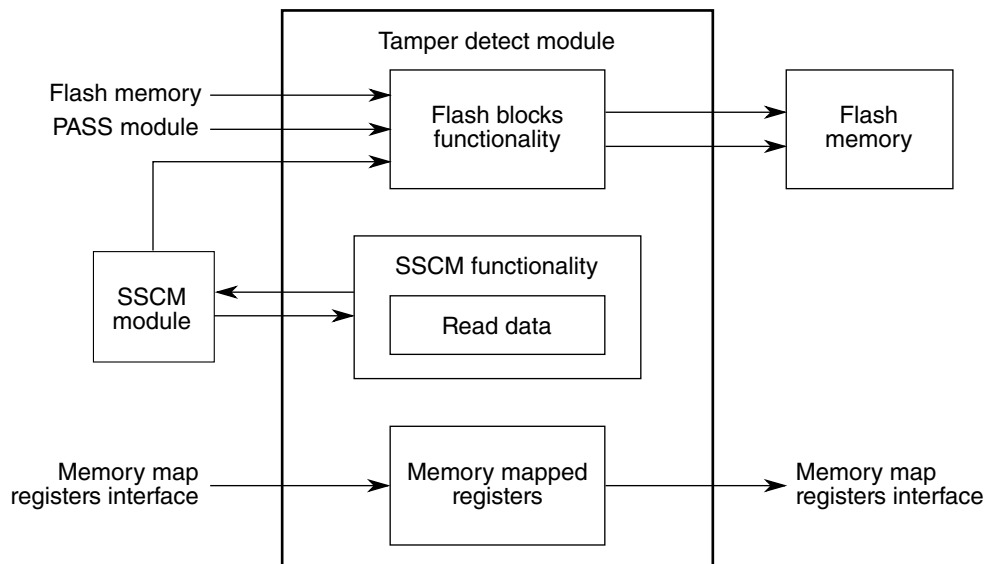 Tamper detect module
Flash memory
PASS module
Flash blocks
functionality
Flash
memory
SSCM
module
SSCM functionality
Read data
Memory map
registers interface
Memory mapped
registers
Memory map
registers interface